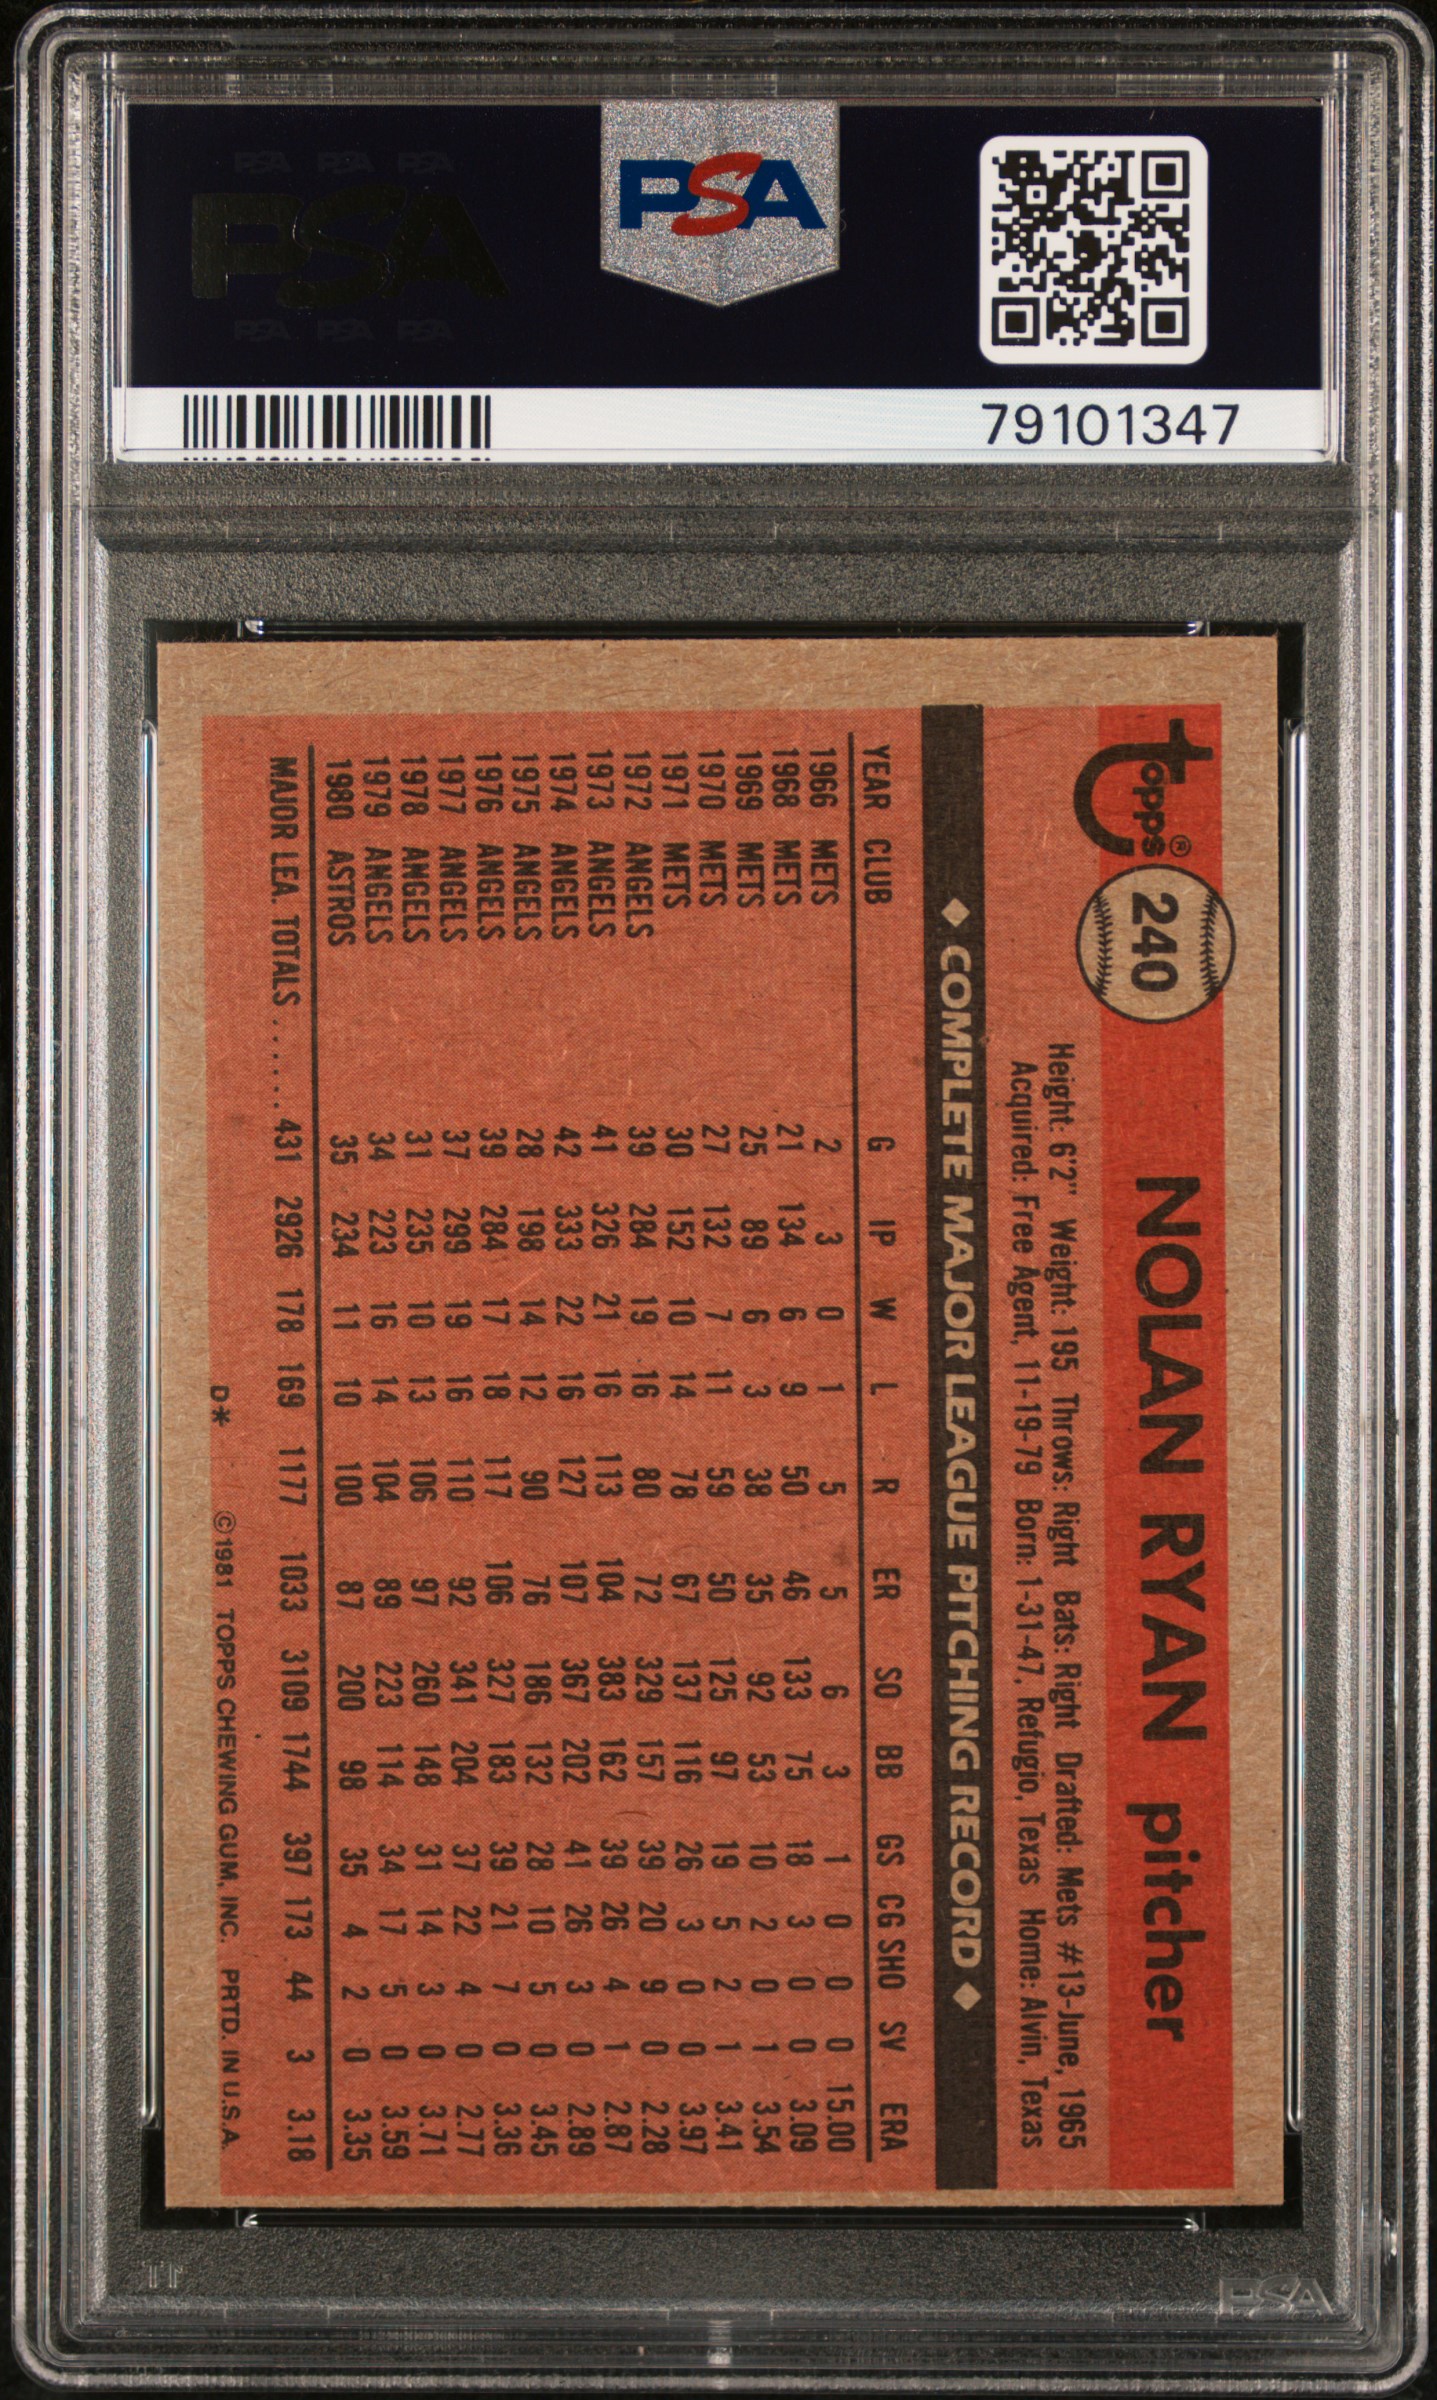 PSA PSA PSA
PSA
PSA PSA PSA
PSA
79101347
topps®
240
NOLAN RYAN pitcher
Height: 6'2" Weight: 195 Throws: Right Bats: Right Drafted: Mets #13-June, 1965
Acquired: Free Agent, 11-19-79 Born: 1-31-47, Refugio, Texas Home: Alvin, Texas
◆ COMPLETE MAJOR LEAGUE PITCHING RECORD ◆
YEAR CLUB G IP W L R ER SO BB GS CG SHO SV ERA
1966 METS 2 3 0 1 5 5 6 3 1 0 0 0 15.00
1968 METS 21 134 6 9 50 46 133 75 18 3 0 0 3.09
1969 METS 25 89 6 3 38 35 92 53 10 2 0 1 3.54
1970 METS 27 132 7 11 59 50 125 97 19 5 2 1 3.41
1971 METS 30 152 10 14 78 67 137 116 26 3 0 0 3.97
1972 ANGELS 39 284 19 16 80 72 329 157 39 20 9 0 2.28
1973 ANGELS 41 326 21 16 113 104 383 162 39 26 4 1 2.87
1974 ANGELS 42 333 22 16 127 107 367 202 41 26 3 0 2.89
1975 ANGELS 28 198 14 12 90 76 186 132 28 10 5 0 3.45
1976 ANGELS 39 284 17 18 117 106 327 183 39 21 7 0 3.36
1977 ANGELS 37 299 19 16 110 92 341 204 37 22 4 0 2.77
1978 ANGELS 31 235 10 13 106 97 260 148 31 14 3 0 3.71
1979 ANGELS 34 223 16 14 104 89 223 114 34 17 5 0 3.59
1980 ASTROS 35 234 11 10 100 87 200 98 35 4 2 0 3.35
MAJOR LEA. TOTALS ...... 431 2926 178 169 1177 1033 3109 1744 397 173 44 3 3.18
D* © 1981 TOPPS CHEWING GUM, INC. PRTD. IN U.S.A.
PSA